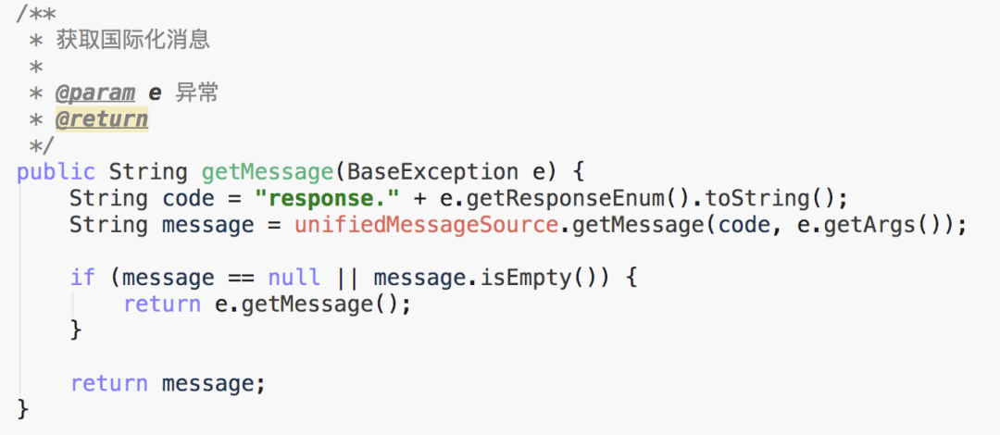 /**
 * 获取国际化消息
 *
 * @param e 异常
 * @return
 */
public String getMessage(BaseException e) {
    String code = "response." + e.getResponseEnum().toString();
    String message = unifiedMessageSource.getMessage(code, e.getArgs());

    if (message == null || message.isEmpty()) {
        return e.getMessage();
    }

    return message;
}